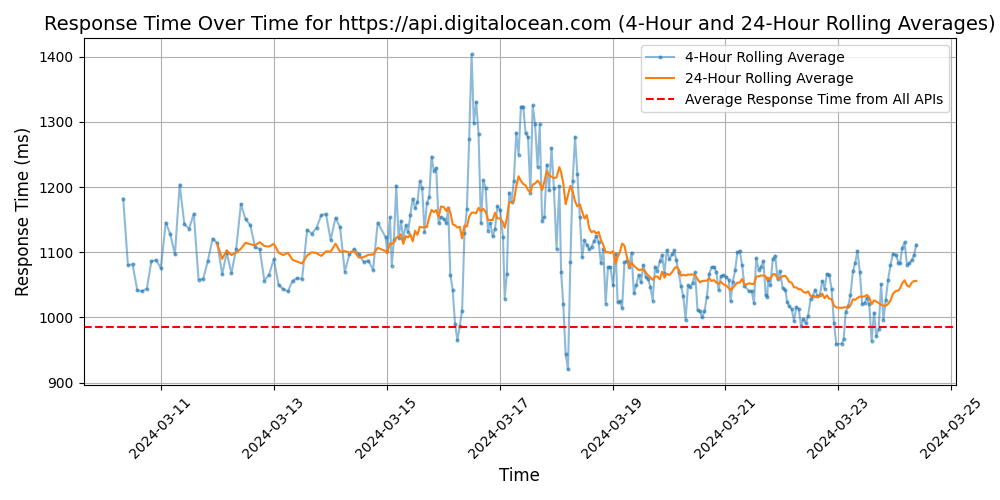 Response Time Over Time for https://api.digitalocean.com (4-Hour and 24-Hour Rolling Averages)
4-Hour Rolling Average
24-Hour Rolling Average
Average Response Time from All APIs
Response Time (ms)
1400
1300
1200
1100
1000
900
2024-03-11
2024-03-13
2024-03-15
2024-03-17
2024-03-19
2024-03-21
2024-03-23
2024-03-25
Time